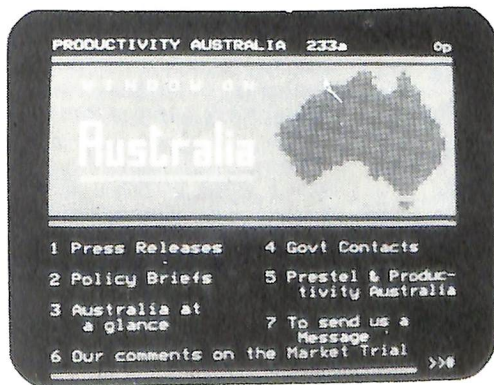 PRODUCTIVITY AUSTRALIA 233a 0p
WINDOW ON
Australia
1 Press Releases
2 Policy Briefs
3 Australia at
a glance
4 Govt Contacts
5 Prestel & Produc-
tivity Australia
7 To send us a
Message
6 Our comments on the Market Trial
>>#